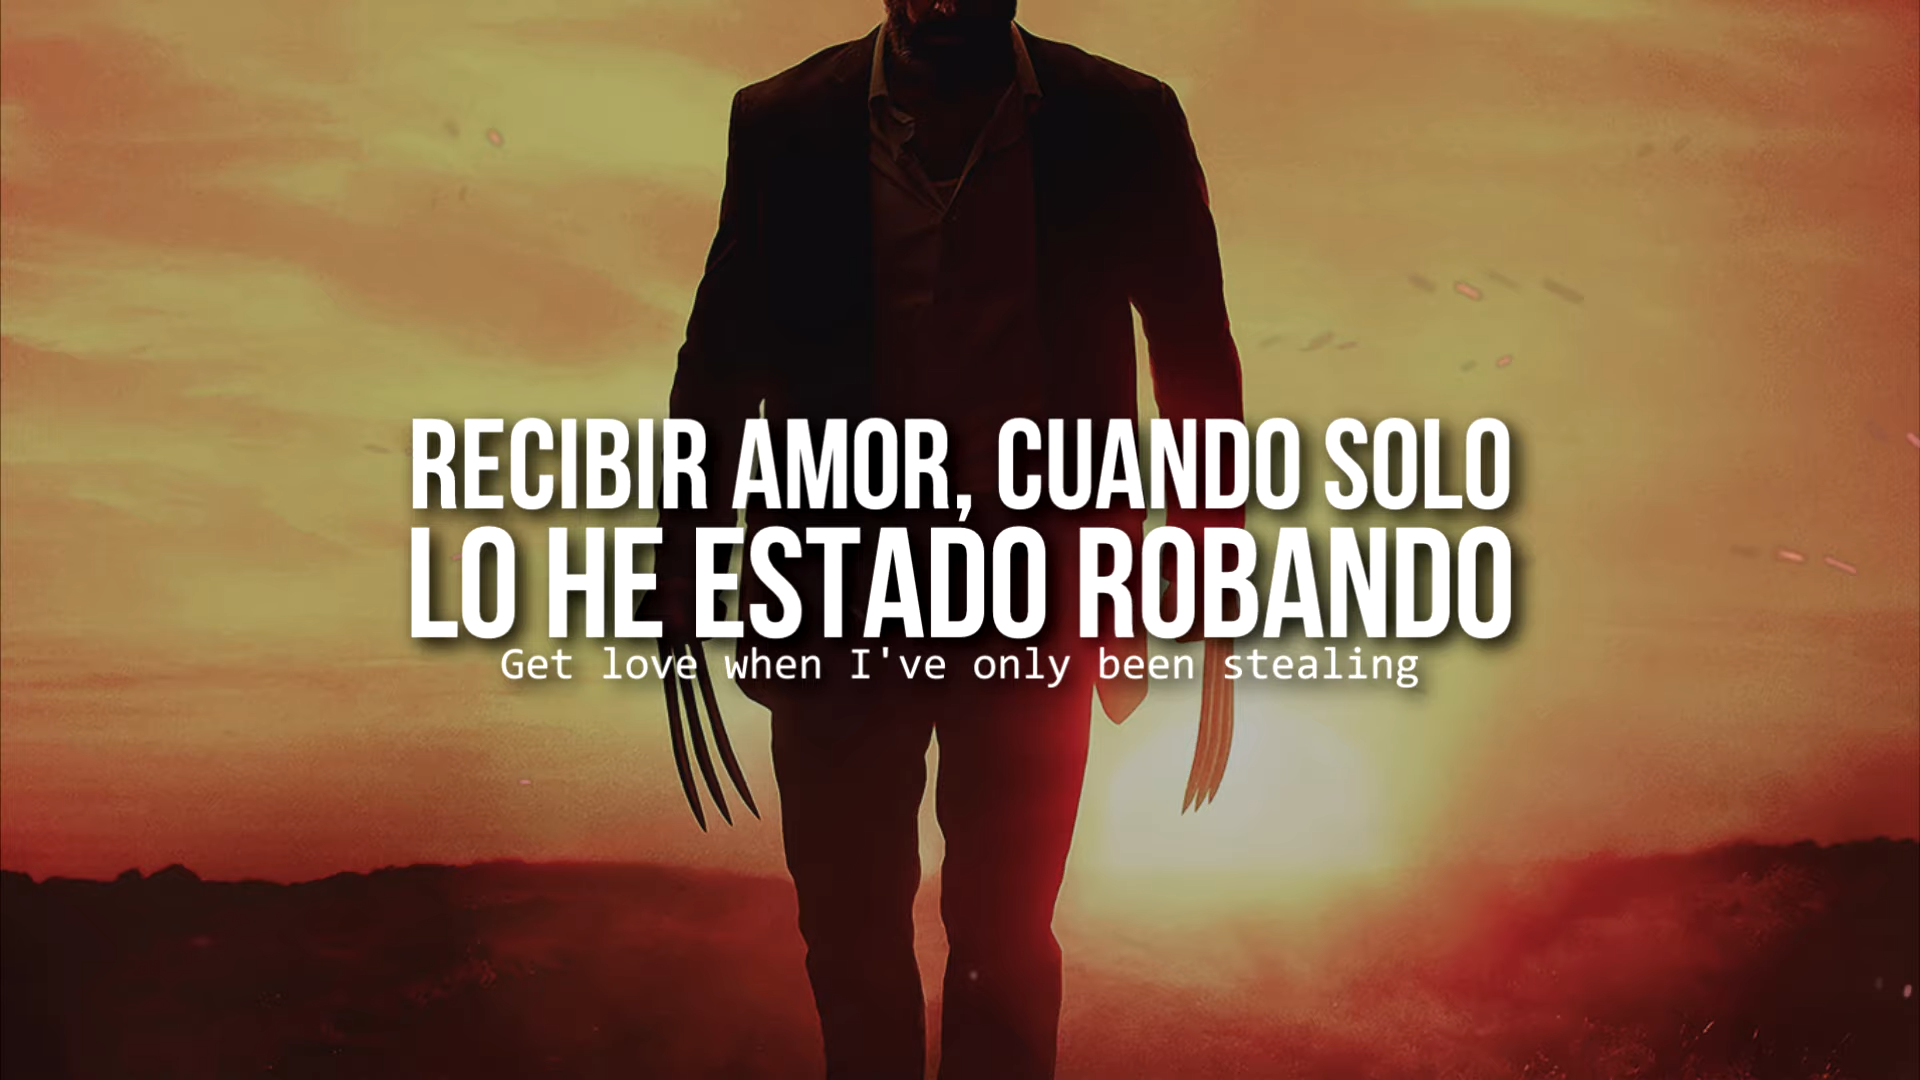 RECIBIR AMOR, CUANDO SOLO
LO HE ESTADO ROBANDO
Get love when I've only been stealing